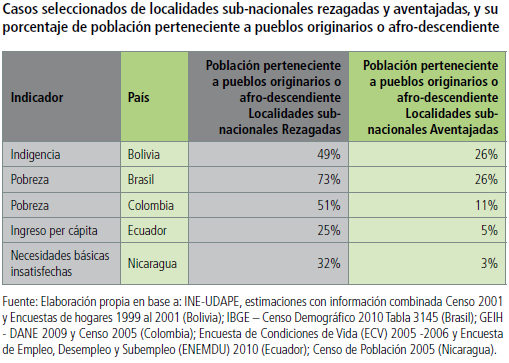 Casos seleccionados de localidades sub-nacionales rezagadas y aventajadas, y su
porcentaje de población perteneciente a pueblos originarios o afro-descendiente
Indicador
País
Población perteneciente
a pueblos originarios o
afro-descendiente
Localidades sub-
nacionales Rezagadas
Población perteneciente
a pueblos originarios o
afro-descendiente
Localidades sub-
nacionales Aventajadas
Indigencia Bolivia 49% 26%
Pobreza Brasil 73% 26%
Pobreza Colombia 51% 11%
Ingreso per cápita Ecuador 25% 5%
Necesidades básicas
insatisfechas Nicaragua 32% 3%
Fuente: Elaboración propia en base a: INE-UDAPE, estimaciones con información combinada Censo 2001
y Encuestas de hogares 1999 al 2001 (Bolivia); IBGE – Censo Demográfico 2010 Tabla 3145 (Brasil); GEIH
- DANE 2009 y Censo 2005 (Colombia); Encuesta de Condiciones de Vida (ECV) 2005 -2006 y Encuesta
de Empleo, Desempleo y Subempleo (ENEMDU) 2010 (Ecuador); Censo de Población 2005 (Nicaragua).